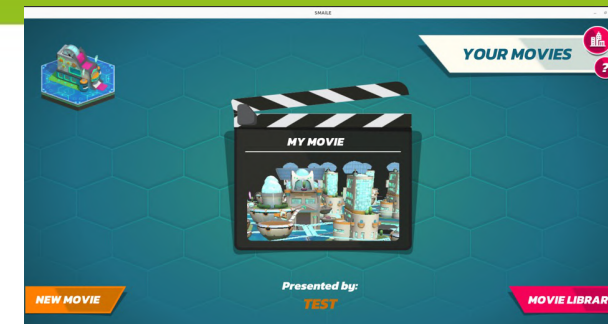 SMAILE
YOUR MOVIES
?
MY MOVIE
Presented by:
TEST
NEW MOVIE
MOVIE LIBRAR